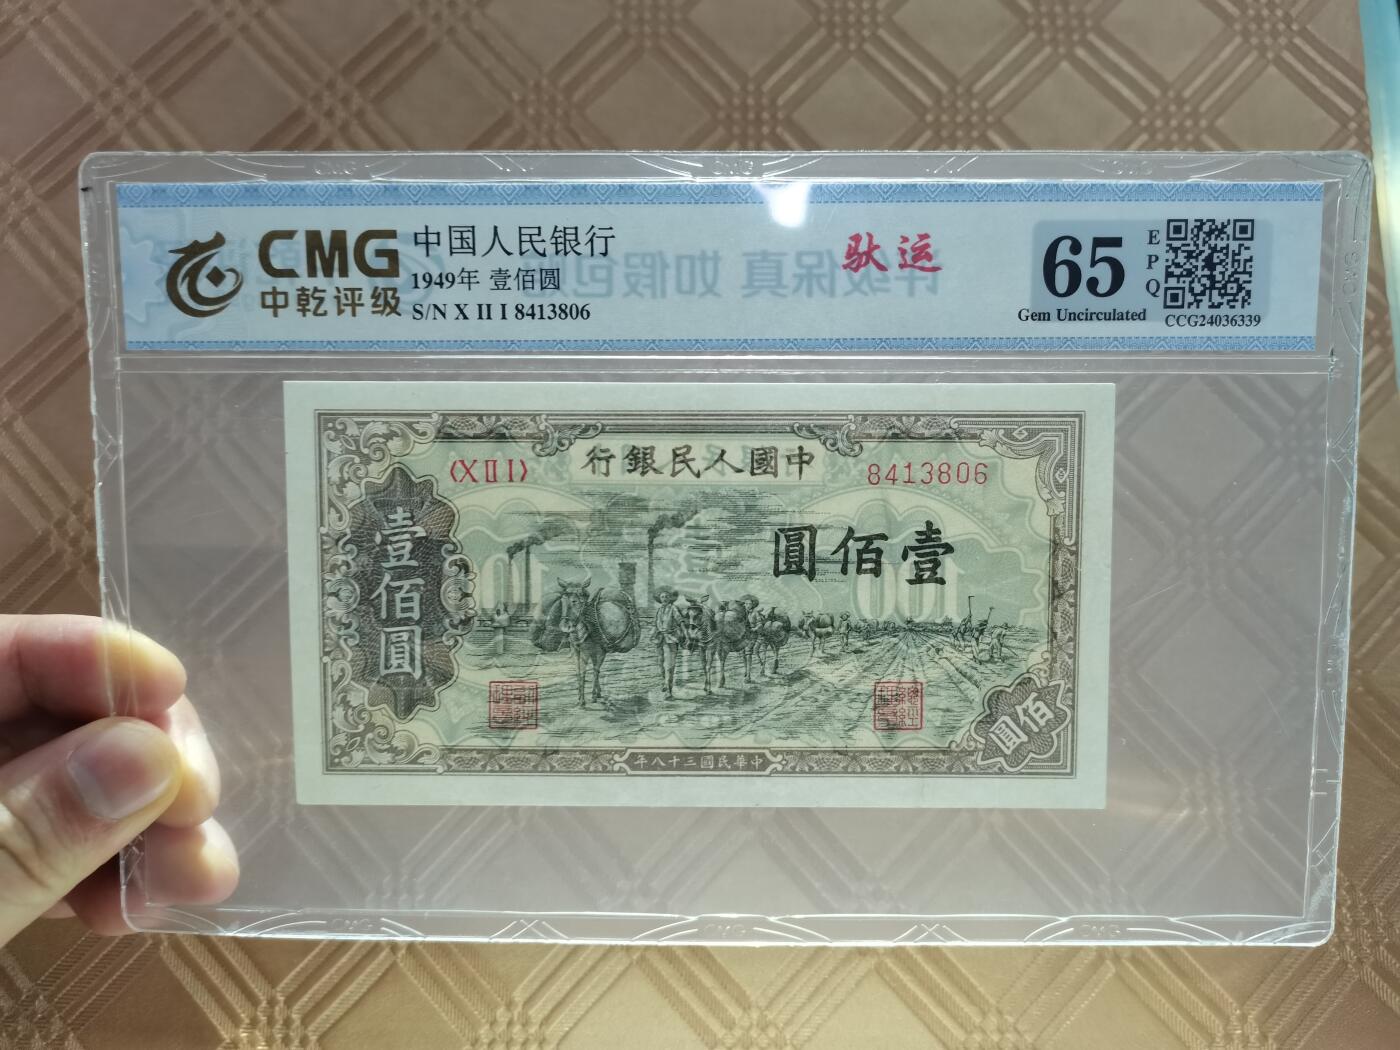 CMG
中乾评级
中国人民银行
1949年 壹佰圆
S/N X II I 8413806
评级保真 如假包赔
驮运
65
EPQ
Gem Uncirculated
CCG24036339
〈X II I〉
行銀民人國中
8413806
圓佰壹
壹佰圓
100
年八十三國民華中
佰圓